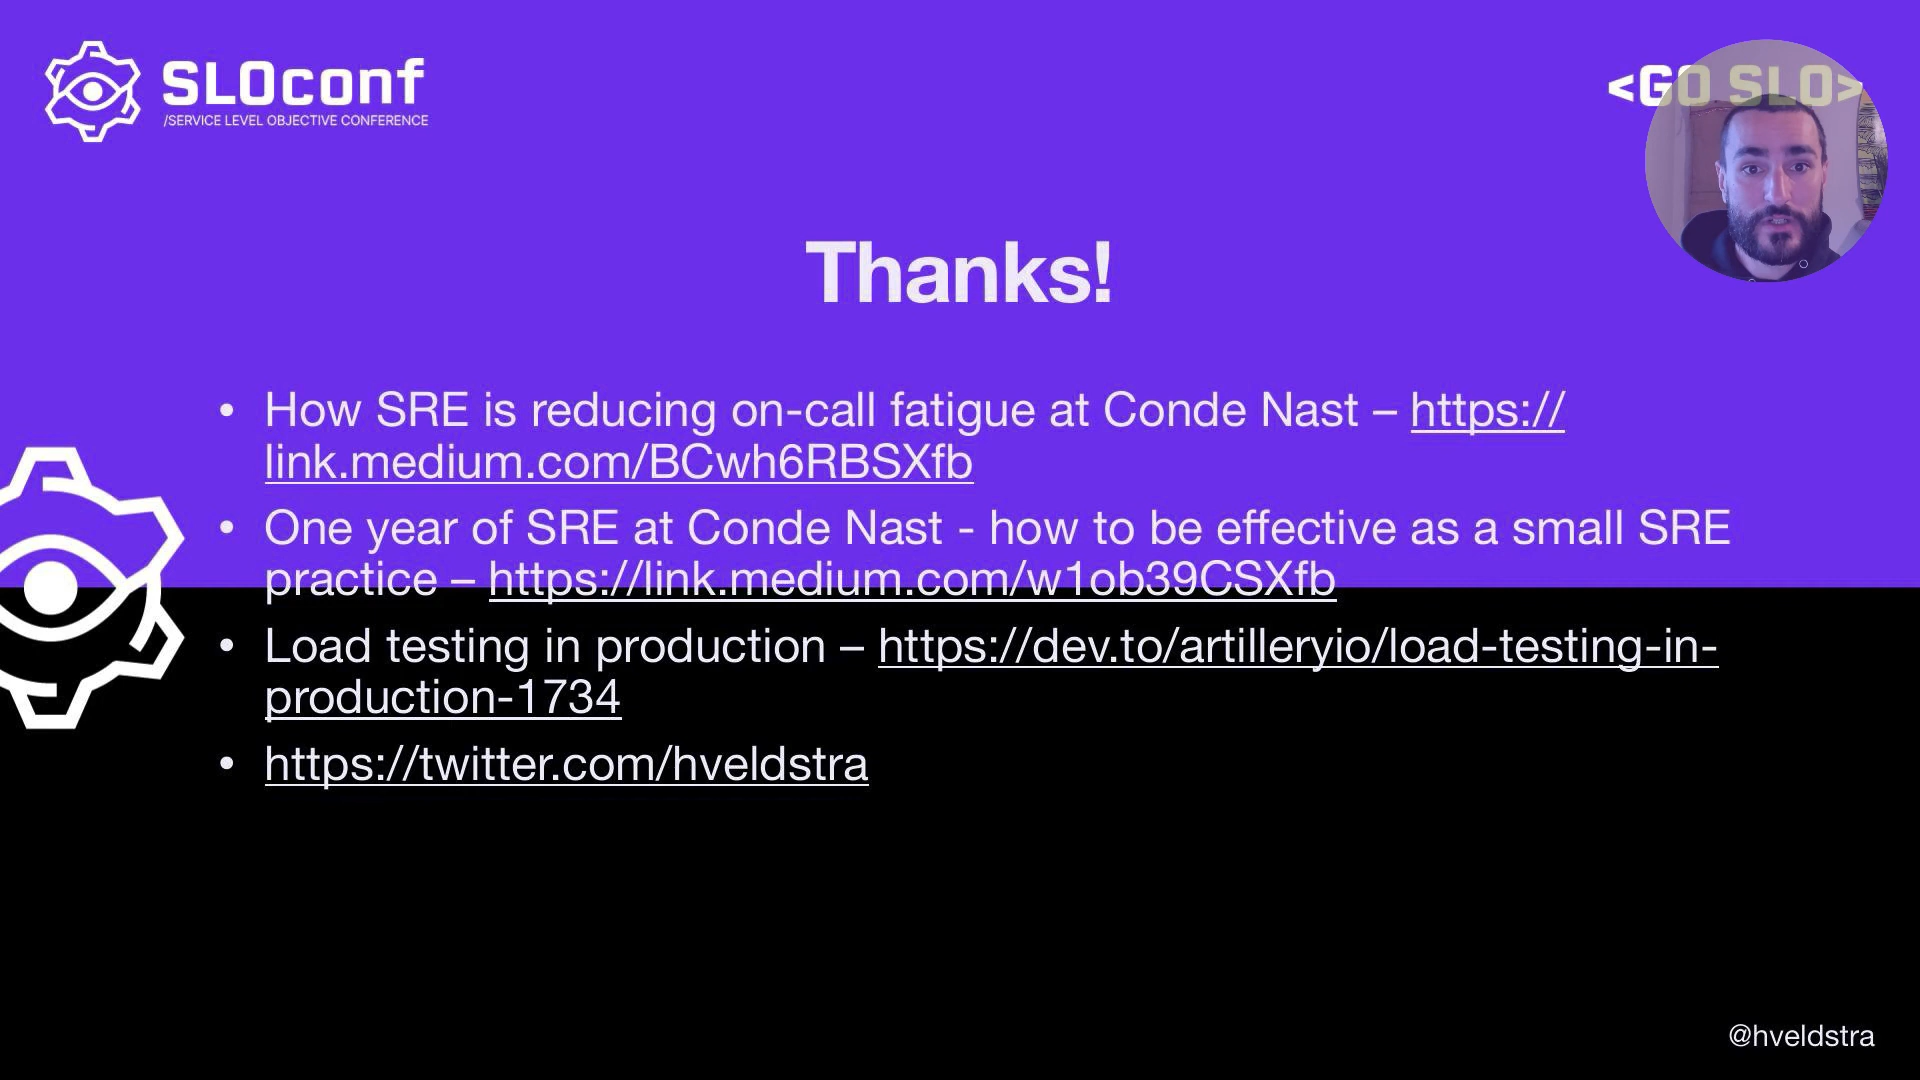 SLOconf
/SERVICE LEVEL OBJECTIVE CONFERENCE
<GO SLO>
Thanks!
• How SRE is reducing on-call fatigue at Conde Nast – https://
link.medium.com/BCwh6RBSXfb
• One year of SRE at Conde Nast - how to be effective as a small SRE
practice – https://link.medium.com/w1ob39CSXfb
• Load testing in production – https://dev.to/artilleryio/load-testing-in-
production-1734
• https://twitter.com/hveldstra
@hveldstra